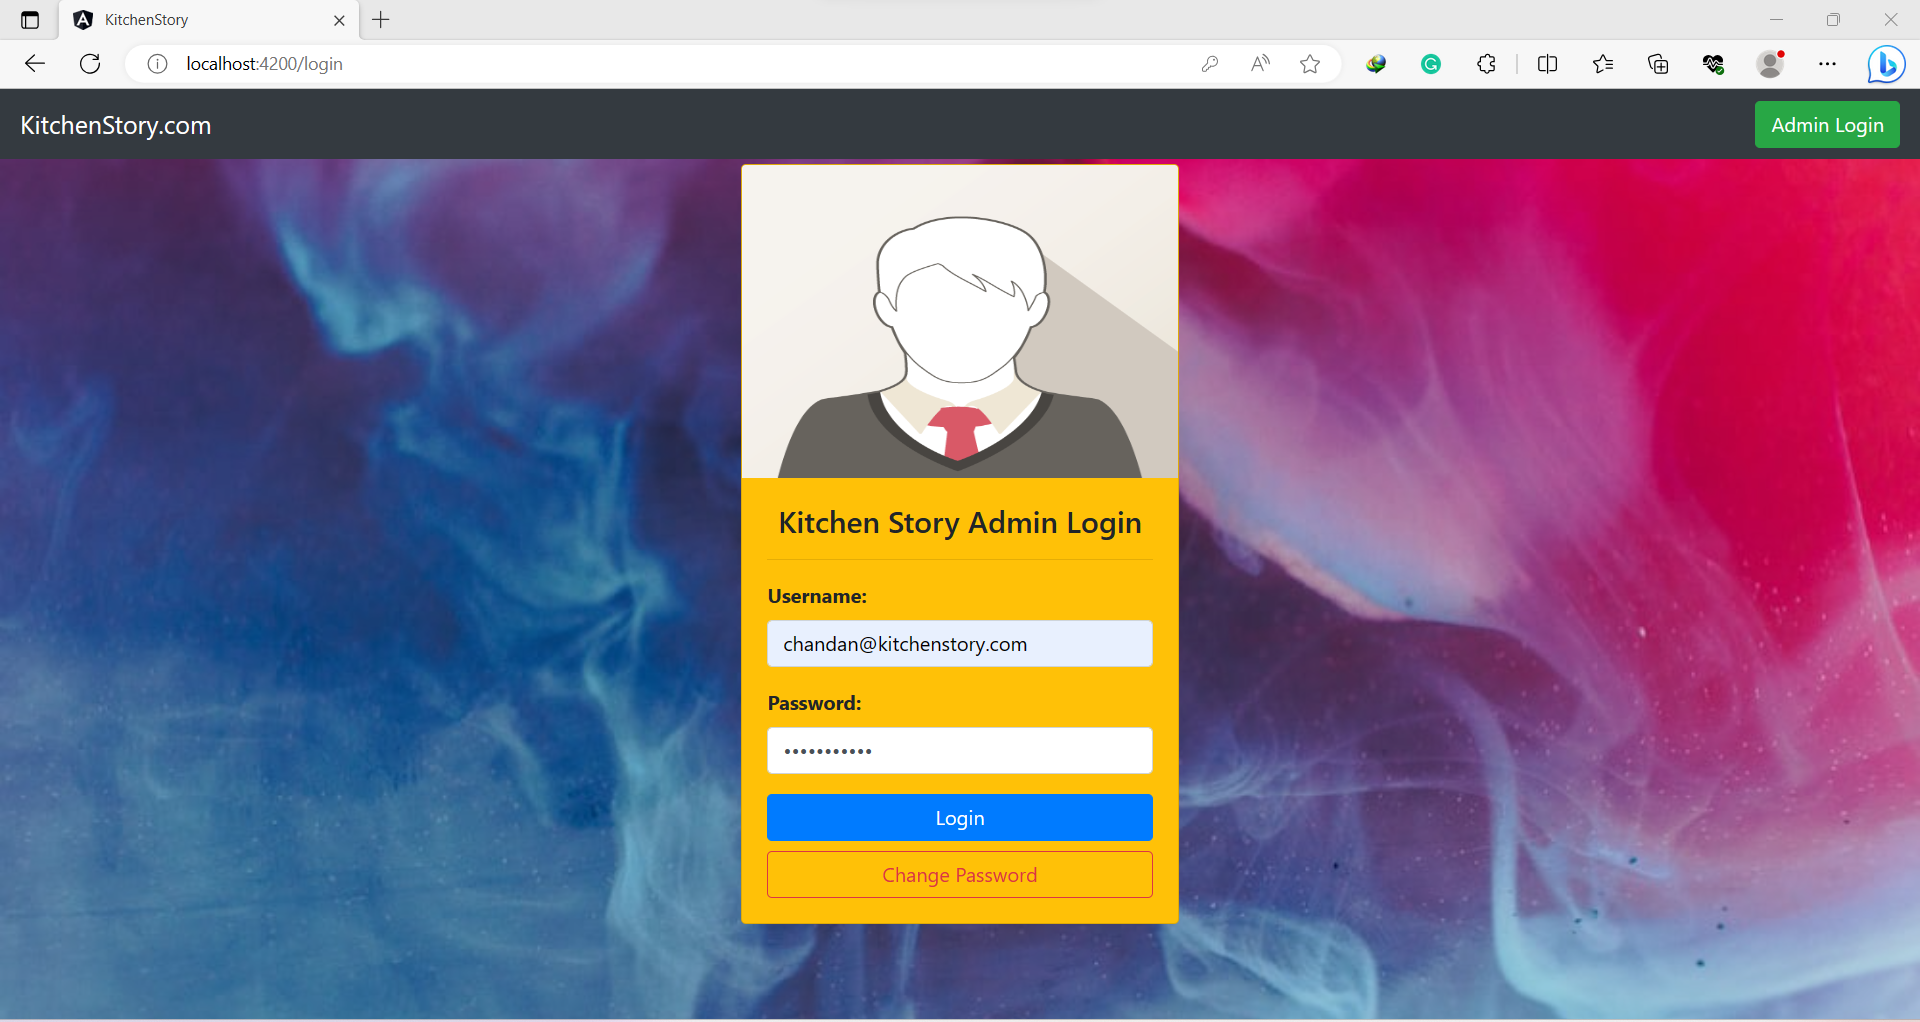 KitchenStory
localhost:4200/login
KitchenStory.com
Admin Login
Kitchen Story Admin Login
Username:
chandan@kitchenstory.com
Password:
•••••••••••
Login
Change Password